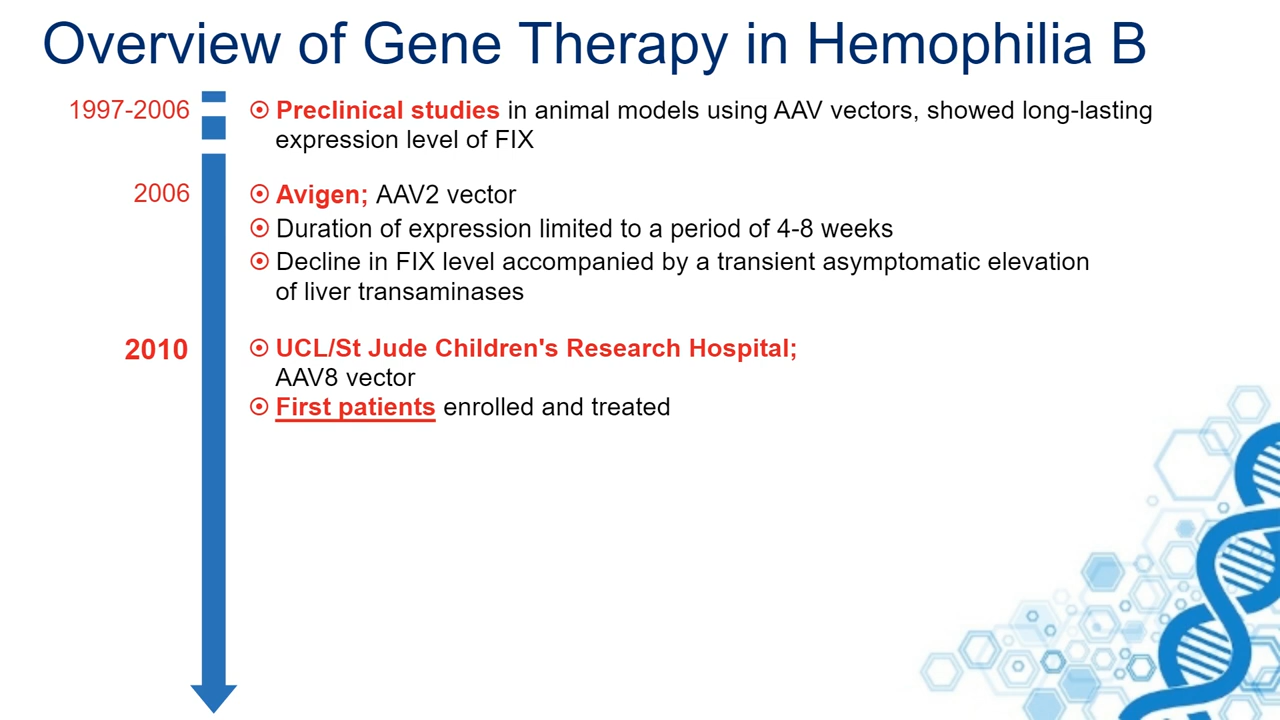 Overview of Gene Therapy in Hemophilia B
1997-2006
Preclinical studies in animal models using AAV vectors, showed long-lasting
expression level of FIX
2006
Avigen; AAV2 vector
Duration of expression limited to a period of 4-8 weeks
Decline in FIX level accompanied by a transient asymptomatic elevation
of liver transaminases
2010
UCL/St Jude Children's Research Hospital;
AAV8 vector
First patients enrolled and treated